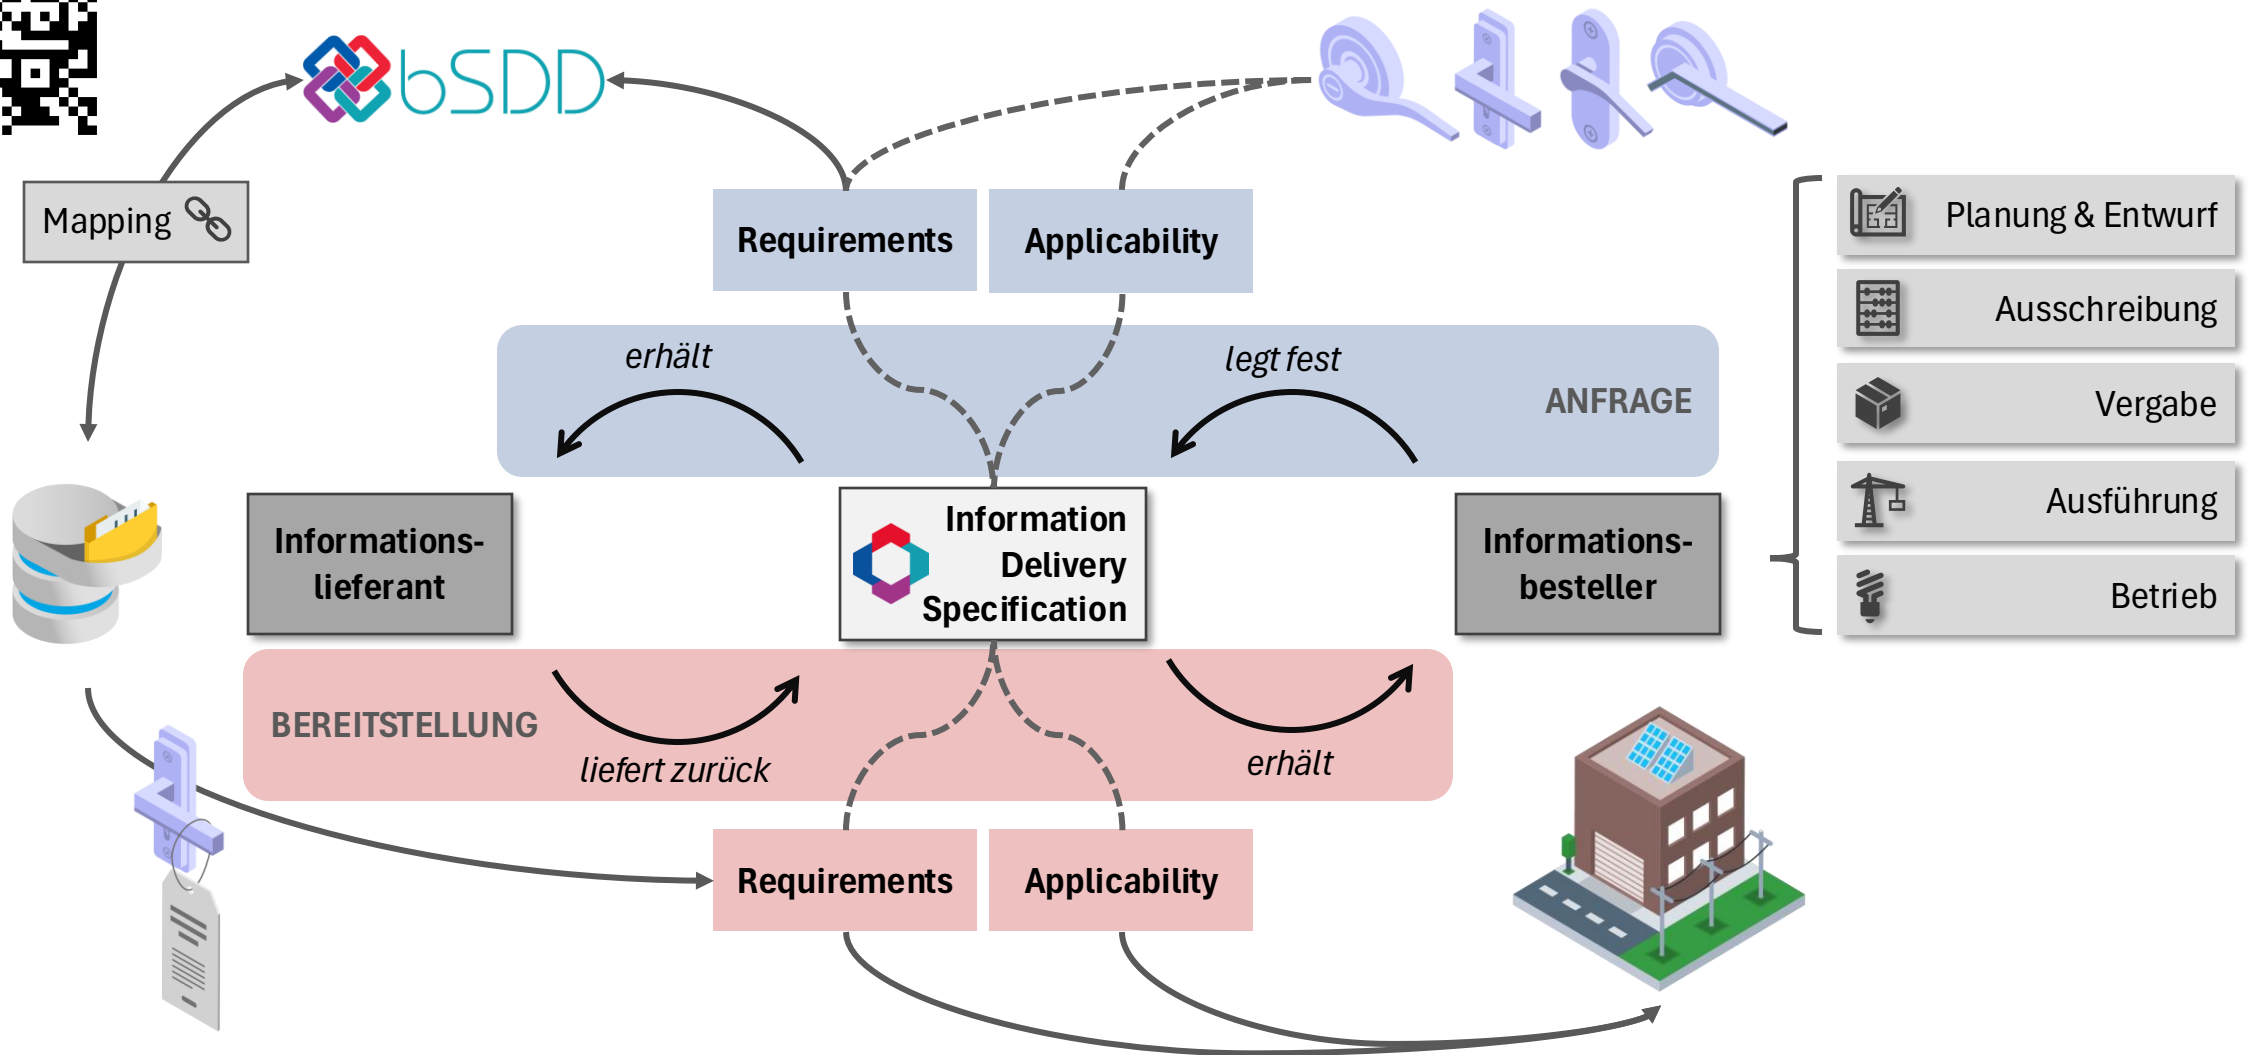 bSDD
Mapping
Requirements
Applicability
Planung & Entwurf
Ausschreibung
Vergabe
Ausführung
Betrieb
erhält
legt fest
ANFRAGE
Informations-
lieferant
Information
Delivery
Specification
Informations-
besteller
BEREITSTELLUNG
liefert zurück
erhält
Requirements
Applicability